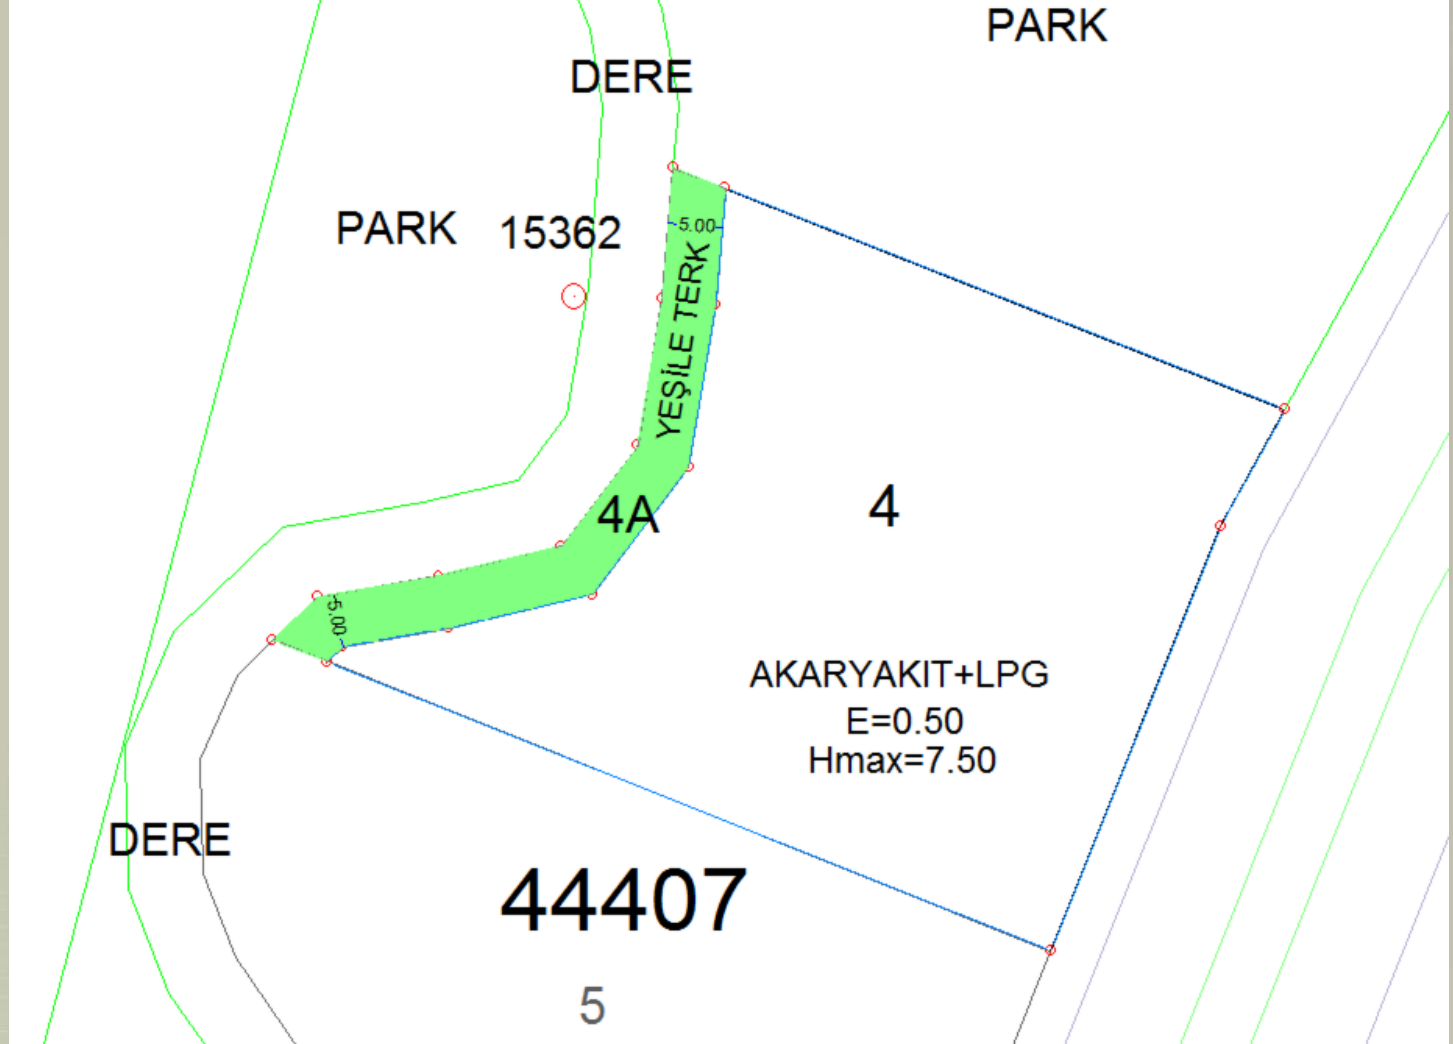 PARK
DERE
PARK 15362
5.00
YEŞİLE TERK
4A
4
5.00
AKARYAKIT+LPG
E=0.50
Hmax=7.50
DERE
44407
5